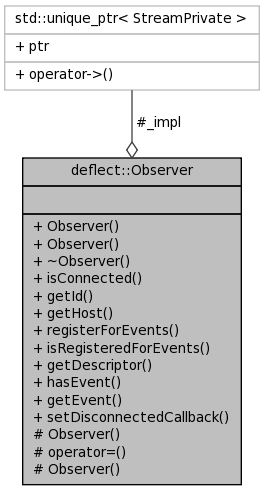 std::unique_ptr< StreamPrivate >
+ ptr
+ operator->()
#_impl
deflect::Observer
+ Observer()
+ Observer()
+ ~Observer()
+ isConnected()
+ getId()
+ getHost()
+ registerForEvents()
+ isRegisteredForEvents()
+ getDescriptor()
+ hasEvent()
+ getEvent()
+ setDisconnectedCallback()
# Observer()
# operator=()
# Observer()